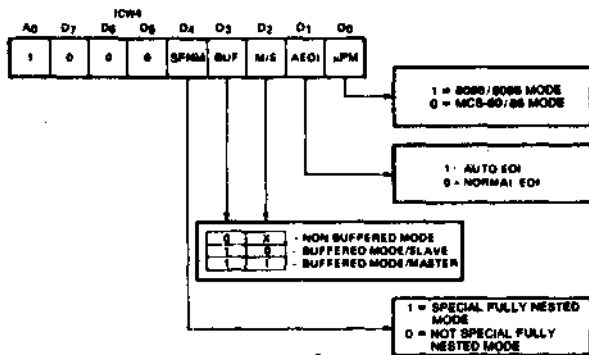 ICW4
A0 D7 D6 D5 D4 D3 D2 D1 D0
1 0 0 0 SFNM BUF M/S AEOI μPM
1 = 8086/8088 MODE
0 = MCS-80/85 MODE
1 = AUTO EOI
0 = NORMAL EOI
0 X - NON BUFFERED MODE
1 0 - BUFFERED MODE/SLAVE
1 1 - BUFFERED MODE/MASTER
1 = SPECIAL FULLY NESTED
MODE
0 = NOT SPECIAL FULLY
NESTED MODE